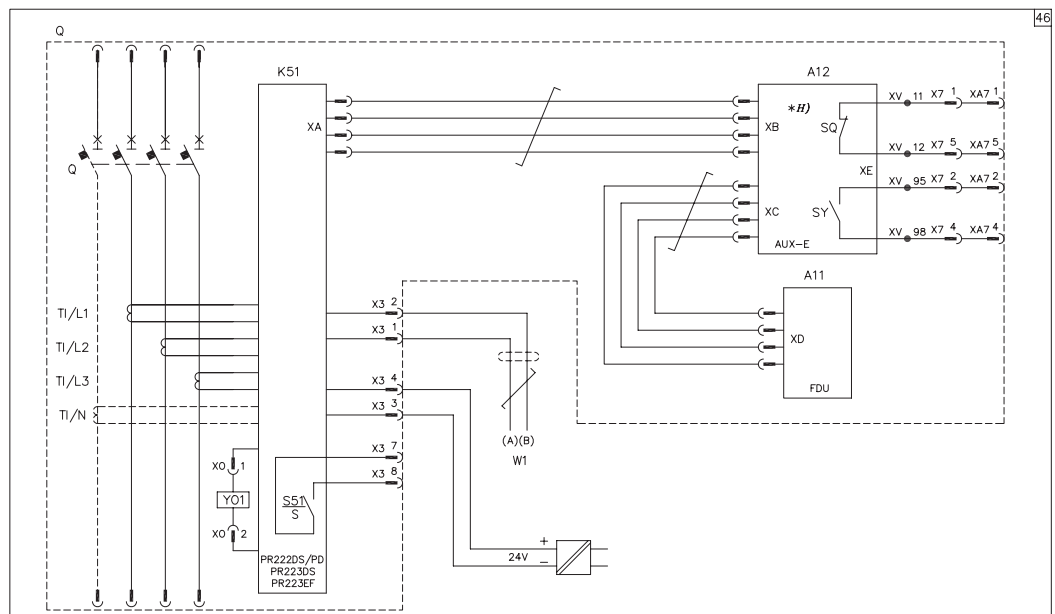 46
Q
K51
A12
XA
*H)
XB
SQ
XE
XV 11 X7 1 XA7 1
XV 12 X7 5 XA7 5
XV 95 X7 2 XA7 2
XV 98 X7 4 XA7 4
Q
XC
SY
AUX-E
A11
XD
FDU
TI/L1
TI/L2
TI/L3
TI/N
X3 2
X3 1
X3 4
X3 3
X3 7
X3 8
(A)(B)
W1
XO 1
YO1
XO 2
S51
S
PR222DS/PD
PR223DS
PR223EF
24V
+
−